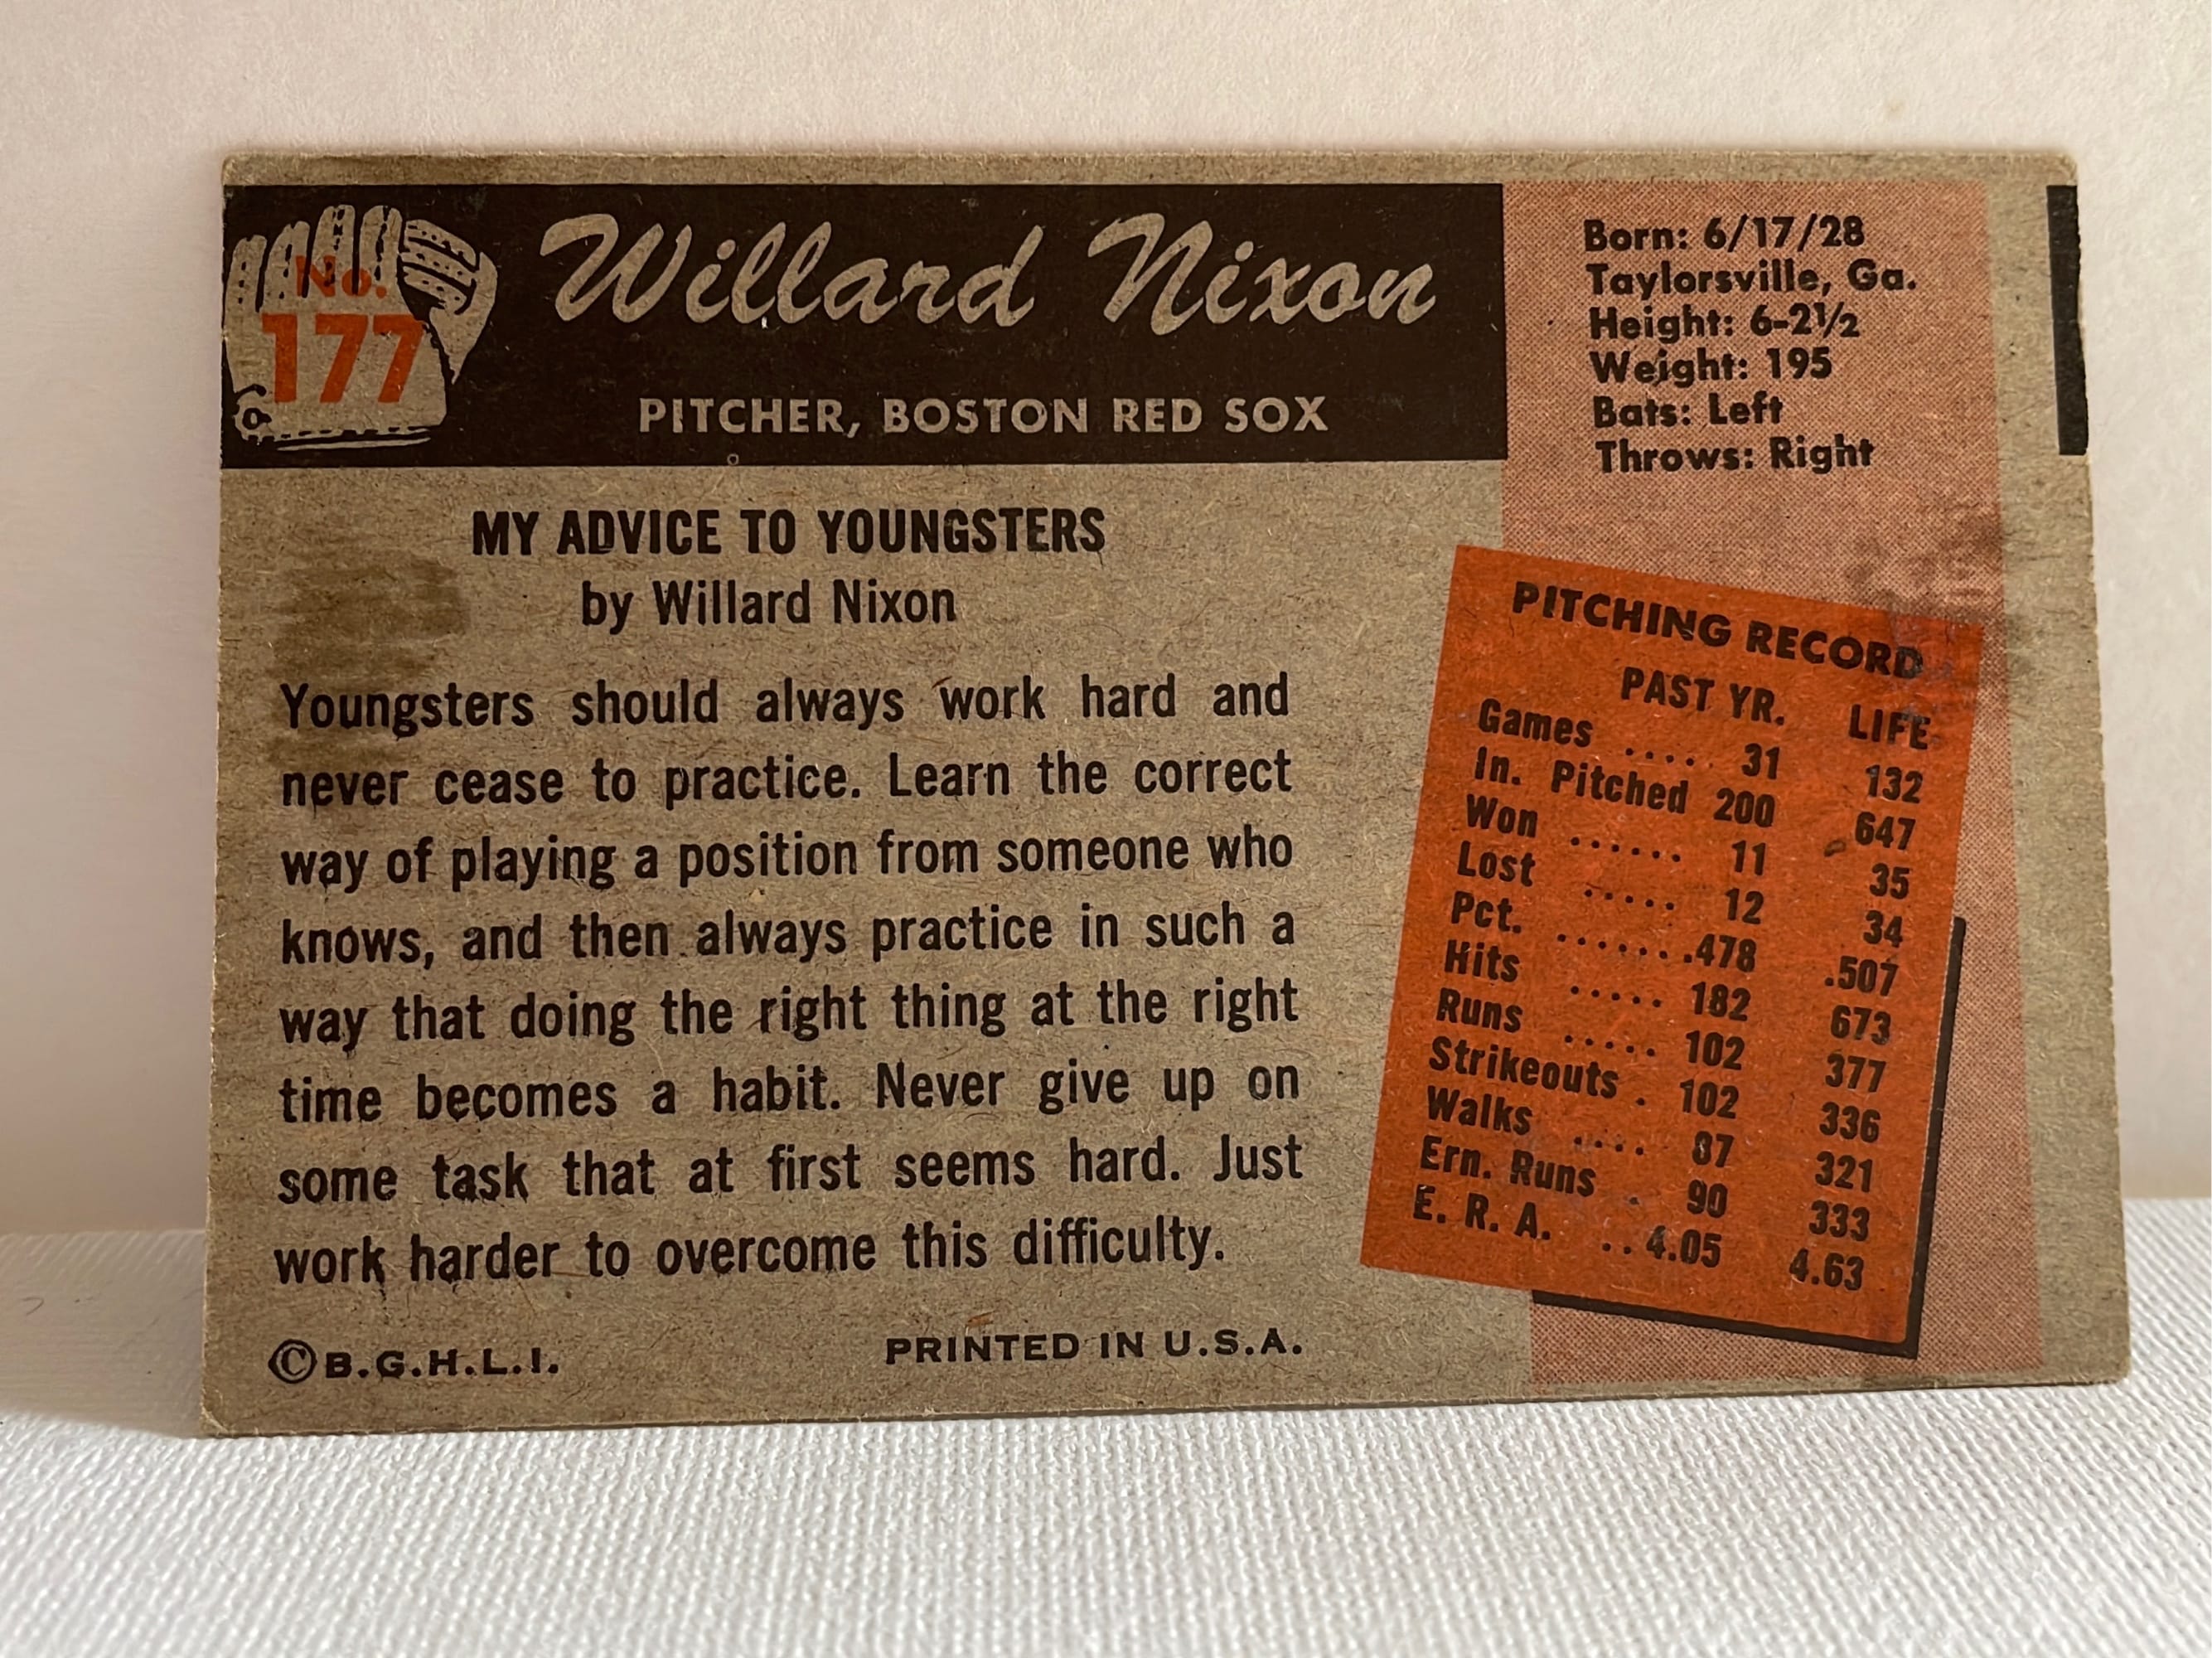 No.
177
Willard Nixon
PITCHER, BOSTON RED SOX
Born: 6/17/28
Taylorsville, Ga.
Height: 6-2½
Weight: 195
Bats: Left
Throws: Right
MY ADVICE TO YOUNGSTERS
by Willard Nixon
Youngsters should always work hard and
never cease to practice. Learn the correct
way of playing a position from someone who
knows, and then always practice in such a
way that doing the right thing at the right
time becomes a habit. Never give up on
some task that at first seems hard. Just
work harder to overcome this difficulty.
© B.G.H.L.I.
PRINTED IN U.S.A.
PITCHING RECORD
PAST YR. LIFE
Games .... 31 132
In. Pitched 200 647
Won ...... 11 35
Lost ..... 12 34
Pct. .......478 .507
Hits ..... 182 673
Runs ..... 102 377
Strikeouts . 102 336
Walks .... 87 321
Ern. Runs . 90 333
E. R. A. .. 4.05 4.63